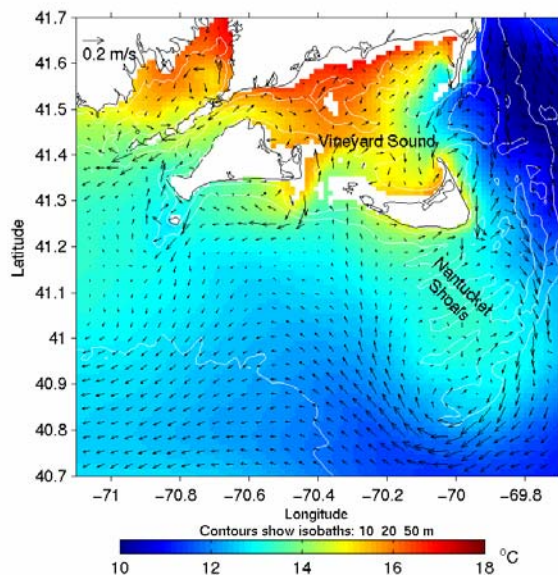 41.7
0.2 m/s
41.6
41.5
Vineyard Sound
41.4
41.3
41.2
Latitude
Nantucket
Shoals
41.1
41
40.9
40.8
40.7
−71 −70.8 −70.6 −70.4 −70.2 −70 −69.8
Longitude
Contours show isobaths: 10 20 50 m
10 12 14 16 18 °C